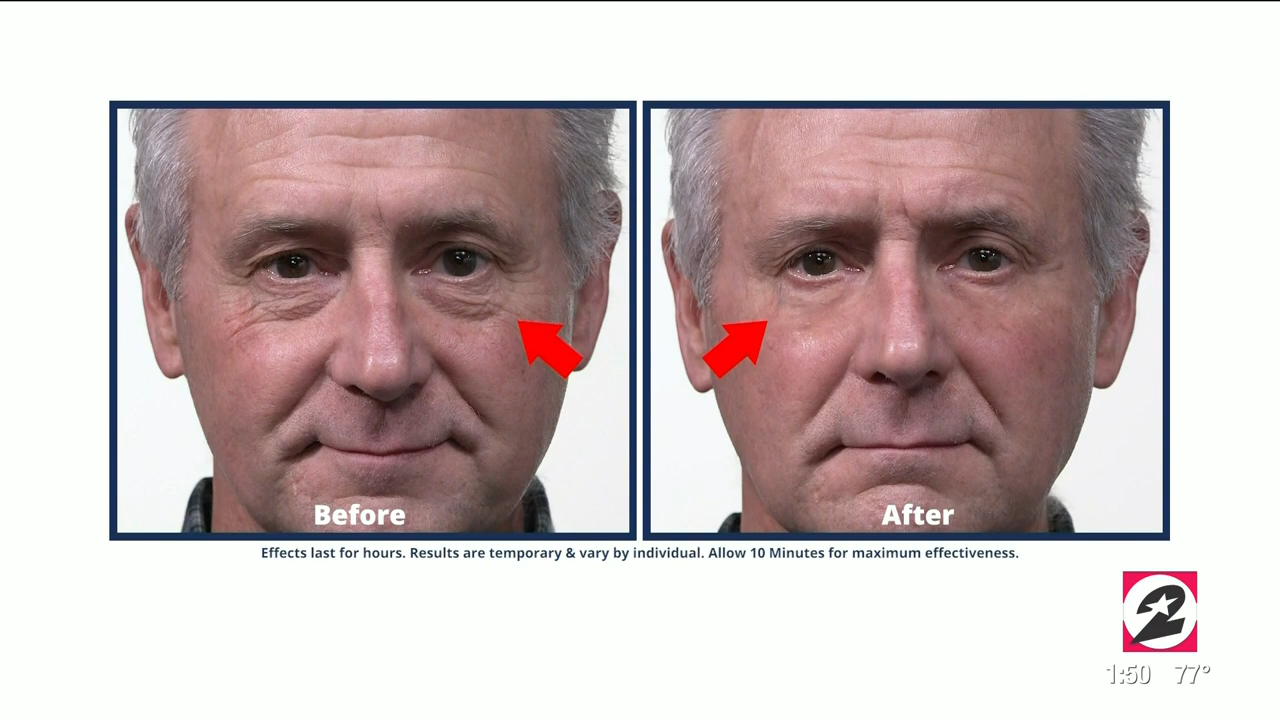 Before
After
Effects last for hours. Results are temporary & vary by individual. Allow 10 Minutes for maximum effectiveness.
2
1:50 77°